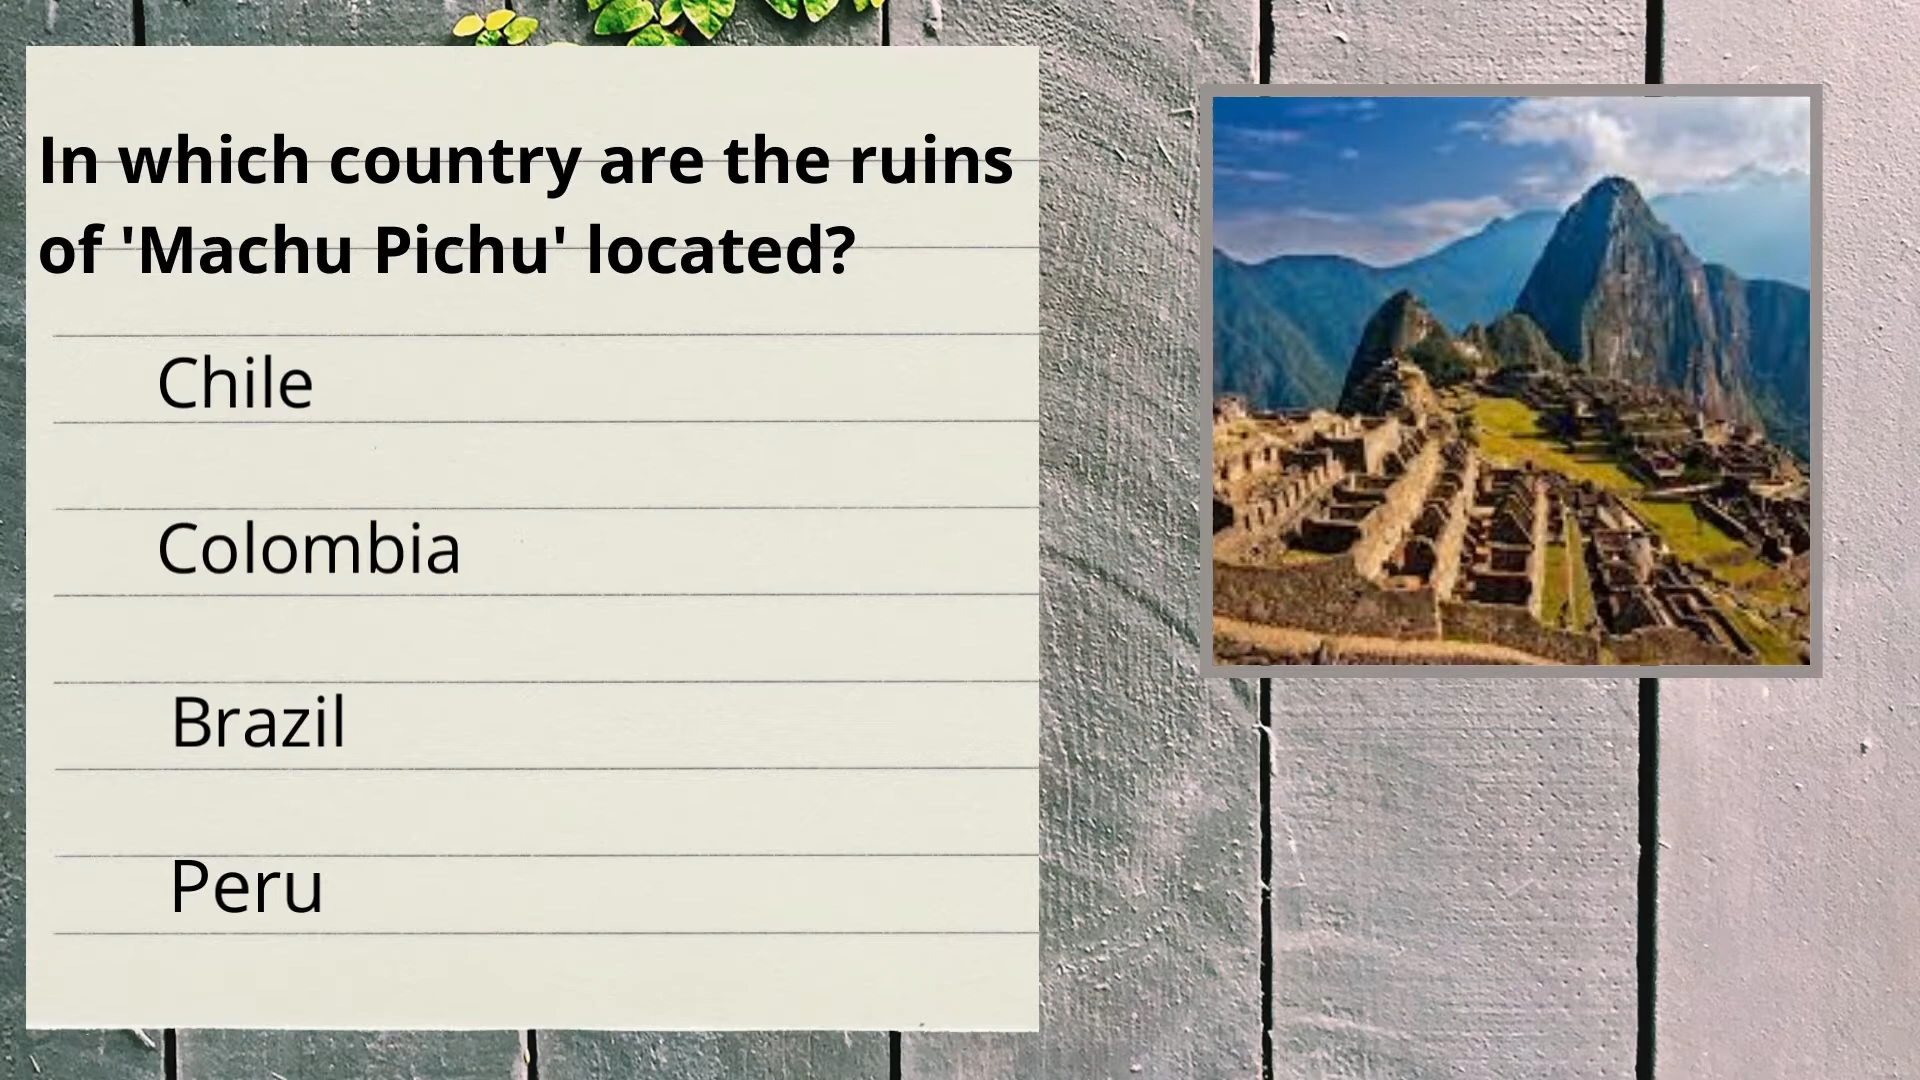 In which country are the ruins
of 'Machu Pichu' located?
Chile
Colombia
Brazil
Peru